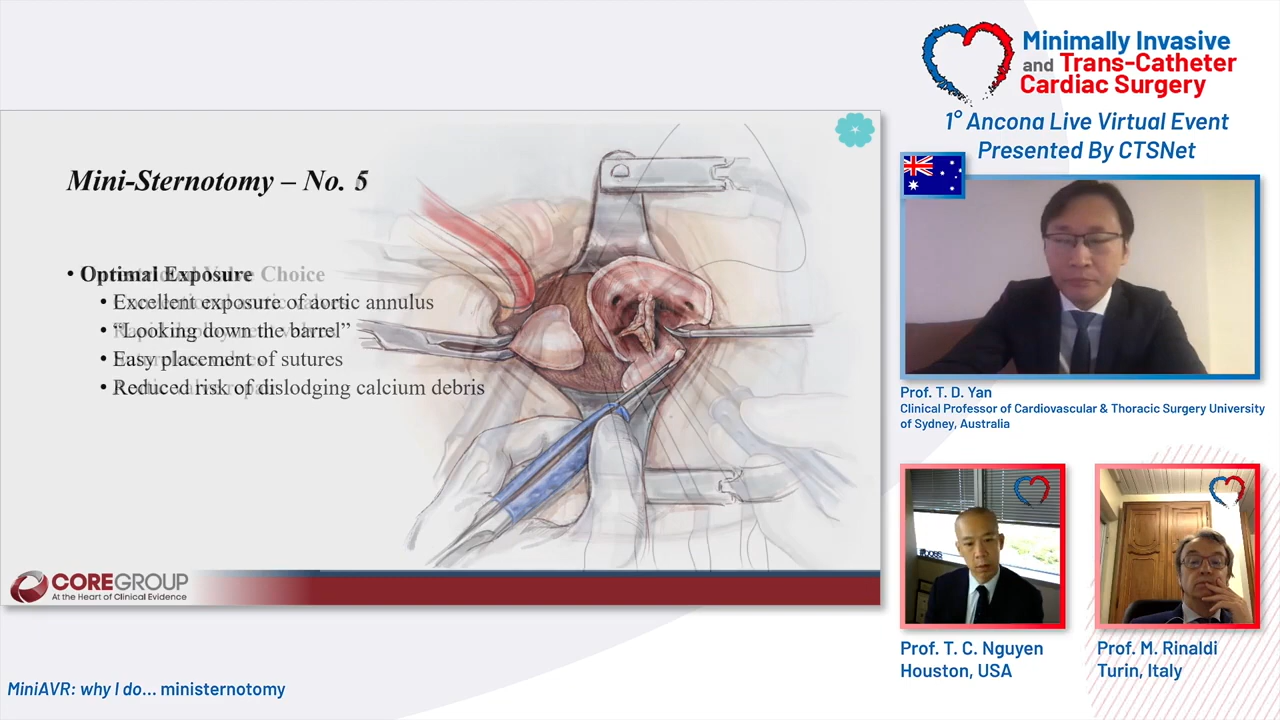 Minimally Invasive
and Trans-Catheter
Cardiac Surgery
1° Ancona Live Virtual Event
Presented By CTSNet
Mini-Sternotomy – No. 5
• Optimal Exposure
Choice
• Excellent exposure of aortic annulus
• “Looking down the barrel”
• Easy placement of sutures
• Reduced risk of dislodging calcium debris
COREGROUP
At the Heart of Clinical Evidence
MiniAVR: why I do... ministernotomy
Prof. T. D. Yan
Clinical Professor of Cardiovascular & Thoracic Surgery University
of Sydney, Australia
Prof. T. C. Nguyen
Houston, USA
Prof. M. Rinaldi
Turin, Italy